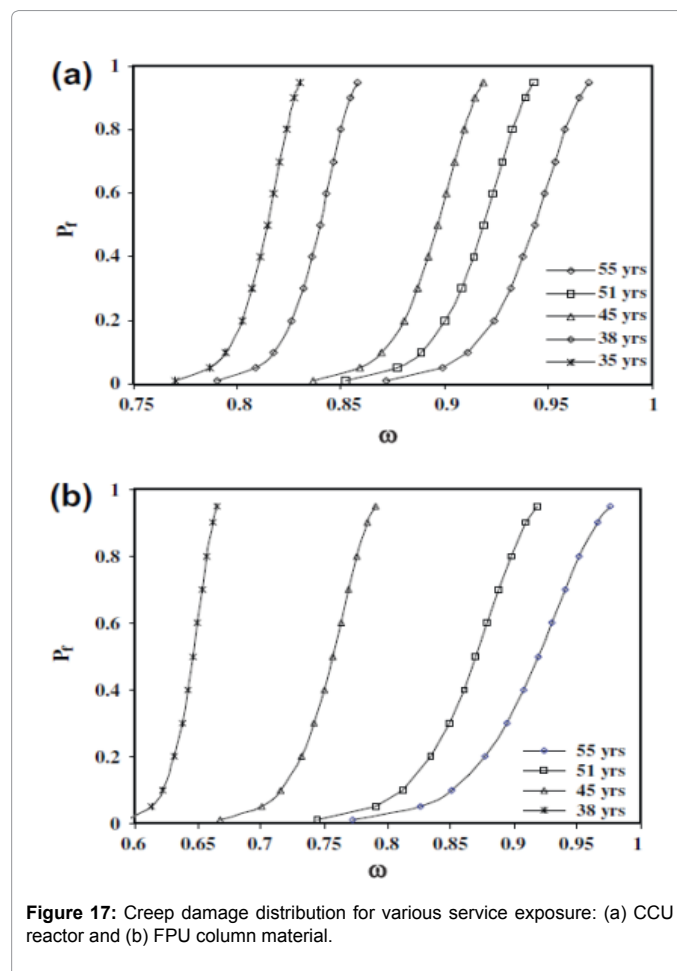 (a)
1
0.8
0.6
0.4
0.2
0
Pf
55 yrs
51 yrs
45 yrs
38 yrs
35 yrs
0.75 0.8 0.85 0.9 0.95 1
ω
(b)
1
0.8
0.6
0.4
0.2
0
Pf
55 yrs
51 yrs
45 yrs
38 yrs
0.6 0.65 0.7 0.75 0.8 0.85 0.9 0.95 1
ω
Figure 17: Creep damage distribution for various service exposure: (a) CCU
reactor and (b) FPU column material.